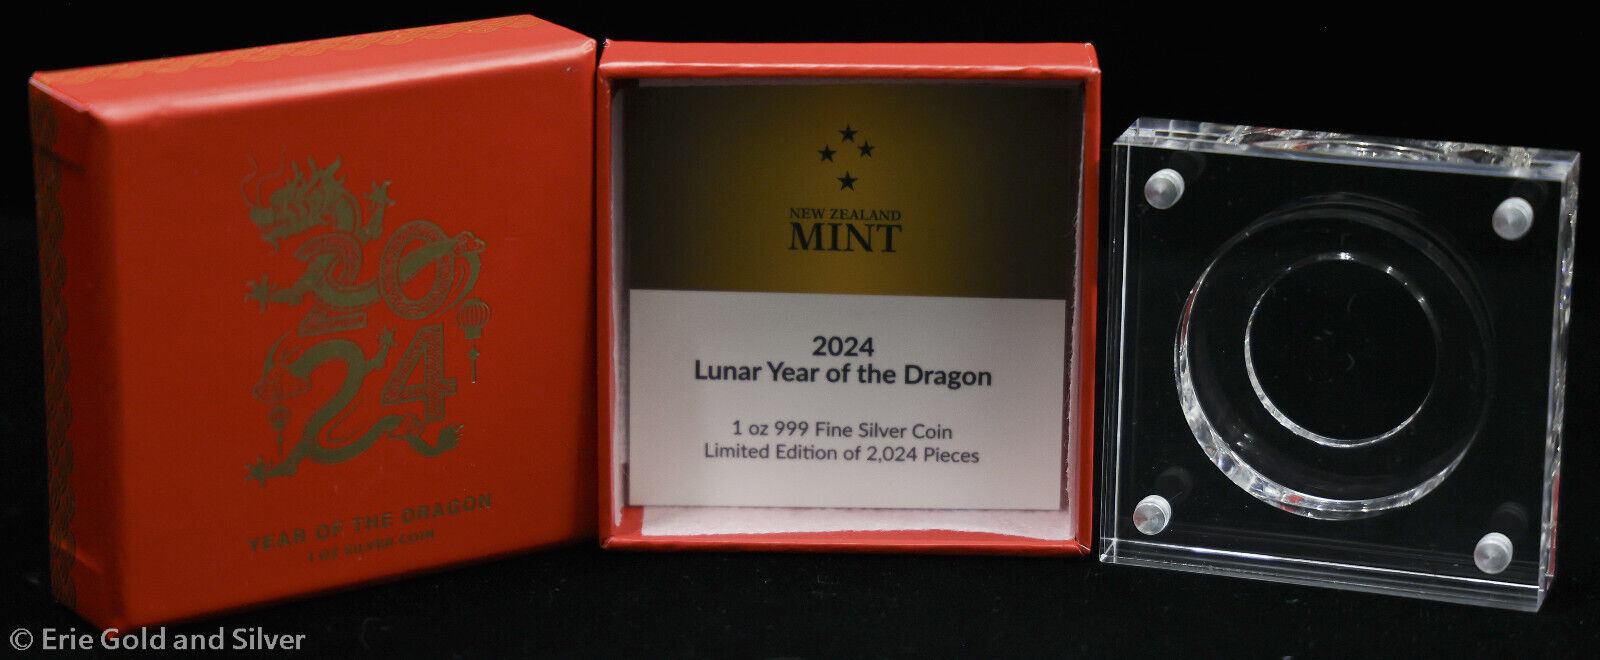 2024
YEAR OF THE DRAGON
1 OZ SILVER COIN
NEW ZEALAND
MINT
2024
Lunar Year of the Dragon
1 oz 999 Fine Silver Coin
Limited Edition of 2,024 Pieces
© Erie Gold and Silver